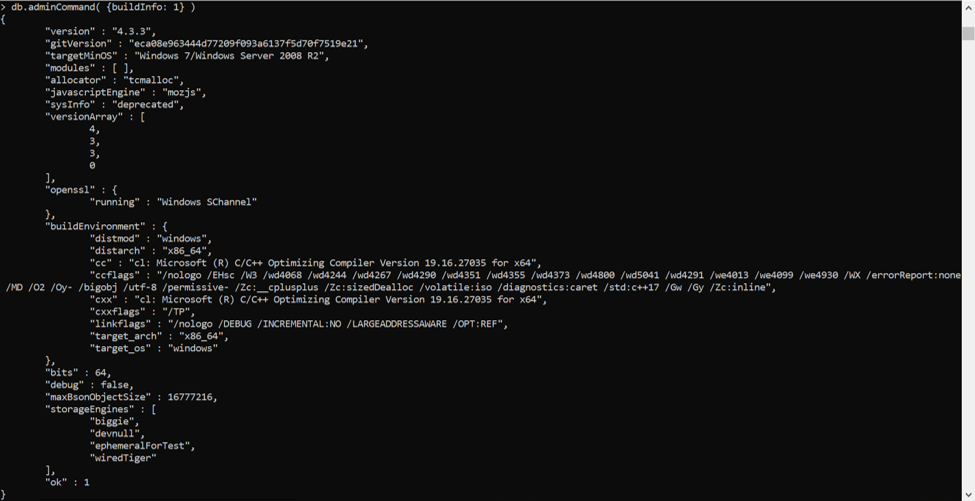 > db.adminCommand( {buildInfo: 1} )
{
"version" : "4.3.3",
"gitVersion" : "eca08e963444d77209f093a6137f5d70f7519e21",
"targetMinOS" : "Windows 7/Windows Server 2008 R2",
"modules" : [ ],
"allocator" : "tcmalloc",
"javascriptEngine" : "mozjs",
"sysInfo" : "deprecated",
"versionArray" : [
4,
3,
3,
0
],
"openssl" : {
"running" : "Windows SChannel"
},
"buildEnvironment" : {
"distmod" : "windows",
"distarch" : "x86_64",
"cc" : "cl: Microsoft (R) C/C++ Optimizing Compiler Version 19.16.27035 for x64",
"ccflags" : "/nologo /EHsc /W3 /wd4068 /wd4244 /wd4267 /wd4290 /wd4351 /wd4355 /wd4373 /wd4800 /wd5041 /wd4291 /we4013 /we4099 /we4930 /WX /errorReport:none
/MD /O2 /Oy- /bigobj /utf-8 /permissive- /Zc:__cplusplus /Zc:sizedDealloc /volatile:iso /diagnostics:caret /std:c++17 /Gw /Gy /Zc:inline",
"cxx" : "cl: Microsoft (R) C/C++ Optimizing Compiler Version 19.16.27035 for x64",
"cxxflags" : "/TP",
"linkflags" : "/nologo /DEBUG /INCREMENTAL:NO /LARGEADDRESSAWARE /OPT:REF",
"target_arch" : "x86_64",
"target_os" : "windows"
},
"bits" : 64,
"debug" : false,
"maxBsonObjectSize" : 16777216,
"storageEngines" : [
"biggie",
"devnull",
"ephemeralForTest",
"wiredTiger"
],
"ok" : 1
}